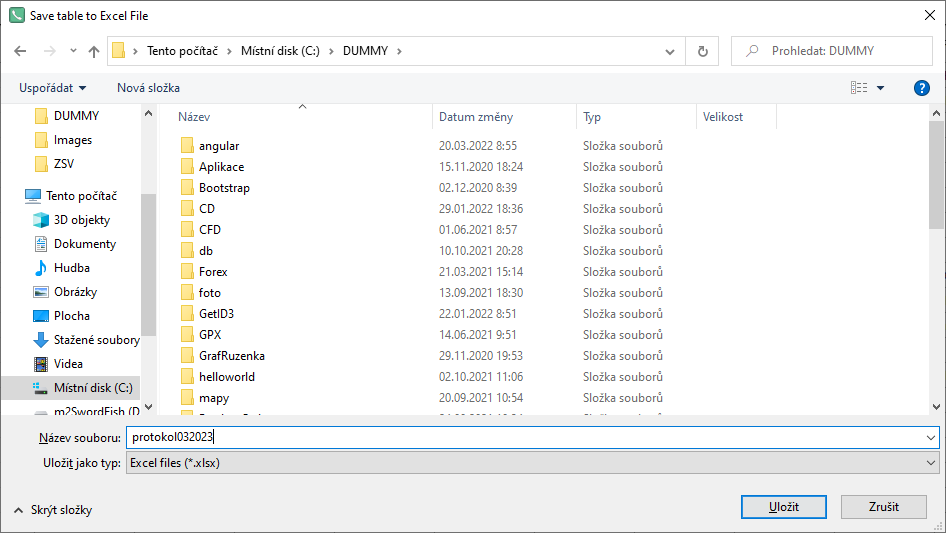 Save table to Excel File
Tento počítač Místní disk (C:) DUMMY
Prohledat: DUMMY
Uspořádat Nová složka
DUMMY
Images
ZSV
Tento počítač
3D objekty
Dokumenty
Hudba
Obrázky
Plocha
Stažené soubory
Videa
Místní disk (C:)
m2SwordFish (D
Název Datum změny Typ Velikost
angular 20.03.2022 8:55 Složka souborů
Aplikace 15.11.2020 18:24 Složka souborů
Bootstrap 02.12.2020 8:39 Složka souborů
CD 29.01.2022 18:36 Složka souborů
CFD 01.06.2021 8:57 Složka souborů
db 10.10.2021 20:28 Složka souborů
Forex 21.03.2021 15:14 Složka souborů
foto 13.09.2021 18:30 Složka souborů
GetID3 22.01.2022 8:51 Složka souborů
GPX 14.06.2021 9:51 Složka souborů
GrafRuzenka 29.11.2020 19:53 Složka souborů
helloworld 02.10.2021 11:06 Složka souborů
mapy 20.09.2021 10:54 Složka souborů
Název souboru: protokol032023
Uložit jako typ: Excel files (*.xlsx)
Skrýt složky
Uložit Zrušit